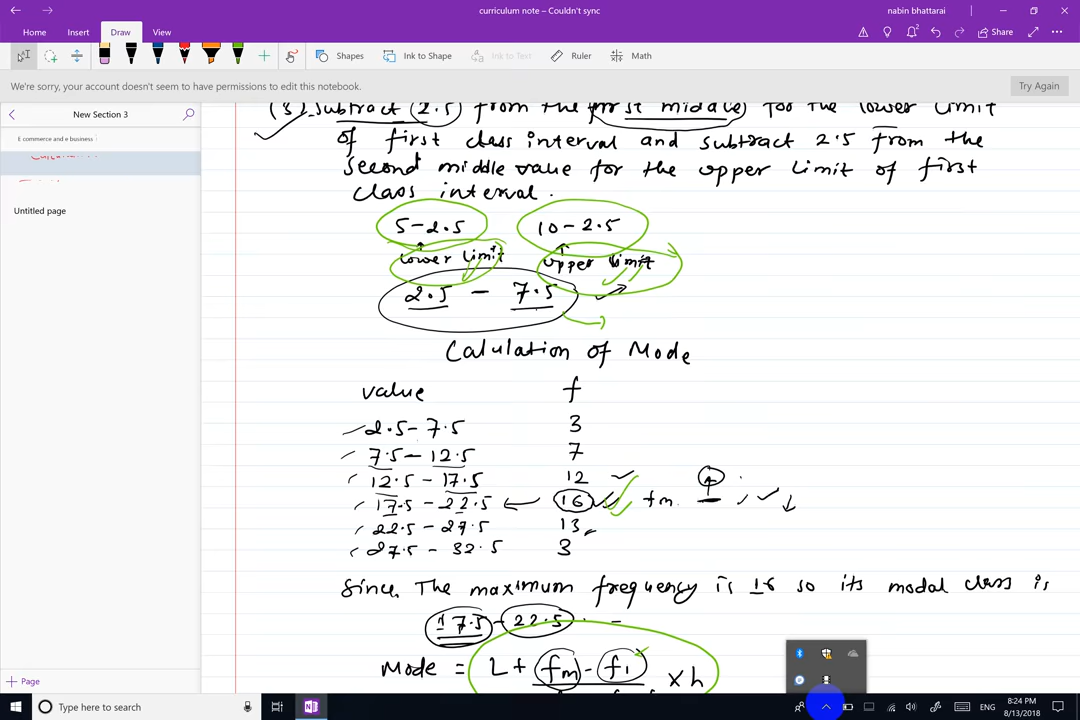 curriculum note – Couldn't sync
nabin bhattarai
Home Insert Draw View
Share
Shapes Ink to Shape Ink to Text Ruler Math
We're sorry, your account doesn't seem to have permissions to edit this notebook.
Try Again
New Section 3
E commerce and e business
Untitled page
(3) Subtract (2.5) from the first middle for the lower limit
of first class interval and subtract 2.5 from the
second middle value for the upper limit of first
class interval.
5-2.5 10-2.5
lower limit upper limit
2.5 - 7.5
Calulation of Mode
value f
2.5-7.5 3
7.5-12.5 7
12.5-17.5 12
17.5-22.5 16 fm.
22.5-27.5 13
27.5-32.5 3
Since, The maximum frequency is 16 so its modal class is
17.5-22.5
Mode = L + fm - f1 × h
+ Page
Type here to search
ENG
8:24 PM
8/13/2018